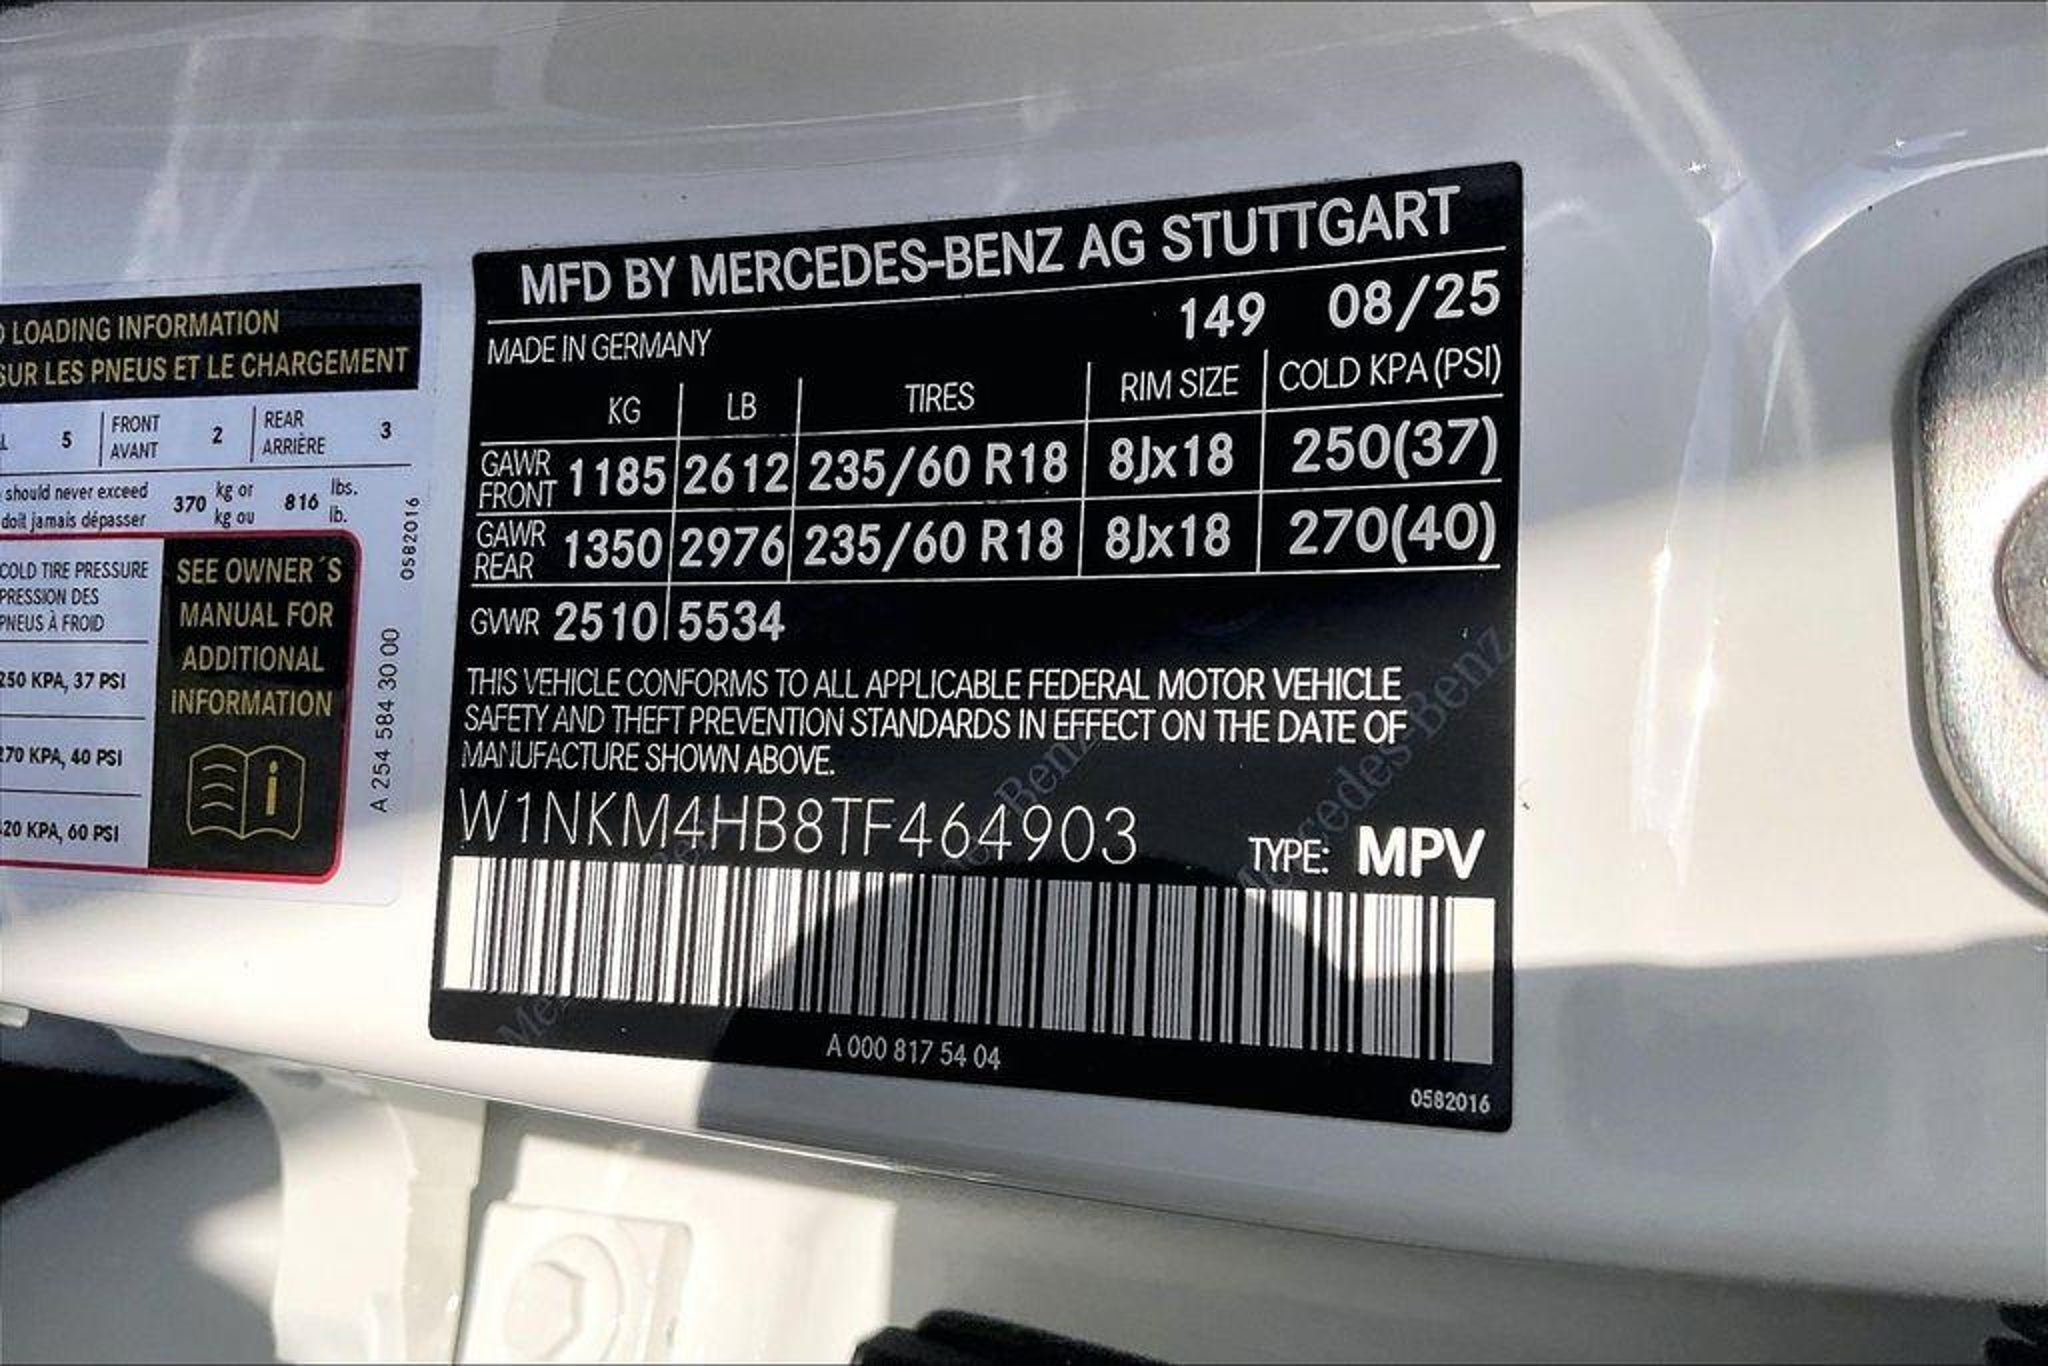 LOADING INFORMATION
SUR LES PNEUS ET LE CHARGEMENT
5 FRONT AVANT 2 REAR ARRIÈRE 3
should never exceed 370 kg or 816 lbs.
doit jamais dépasser kg ou lb.
COLD TIRE PRESSURE
PRESSION DES
PNEUS À FROID
250 KPA, 37 PSI
270 KPA, 40 PSI
420 KPA, 60 PSI
SEE OWNER´S
MANUAL FOR
ADDITIONAL
INFORMATION
0582016
A 254 584 30 00
MFD BY MERCEDES-BENZ AG STUTTGART
149 08/25
MADE IN GERMANY
KG LB TIRES RIM SIZE COLD KPA (PSI)
GAWR FRONT 1185 2612 235/60 R18 8Jx18 250(37)
GAWR REAR 1350 2976 235/60 R18 8Jx18 270(40)
GVWR 2510 5534
THIS VEHICLE CONFORMS TO ALL APPLICABLE FEDERAL MOTOR VEHICLE
SAFETY AND THEFT PREVENTION STANDARDS IN EFFECT ON THE DATE OF
MANUFACTURE SHOWN ABOVE.
W1NKM4HB8TF464903 TYPE: MPV
A 000 817 54 04
0582016
Mercedes-Benz